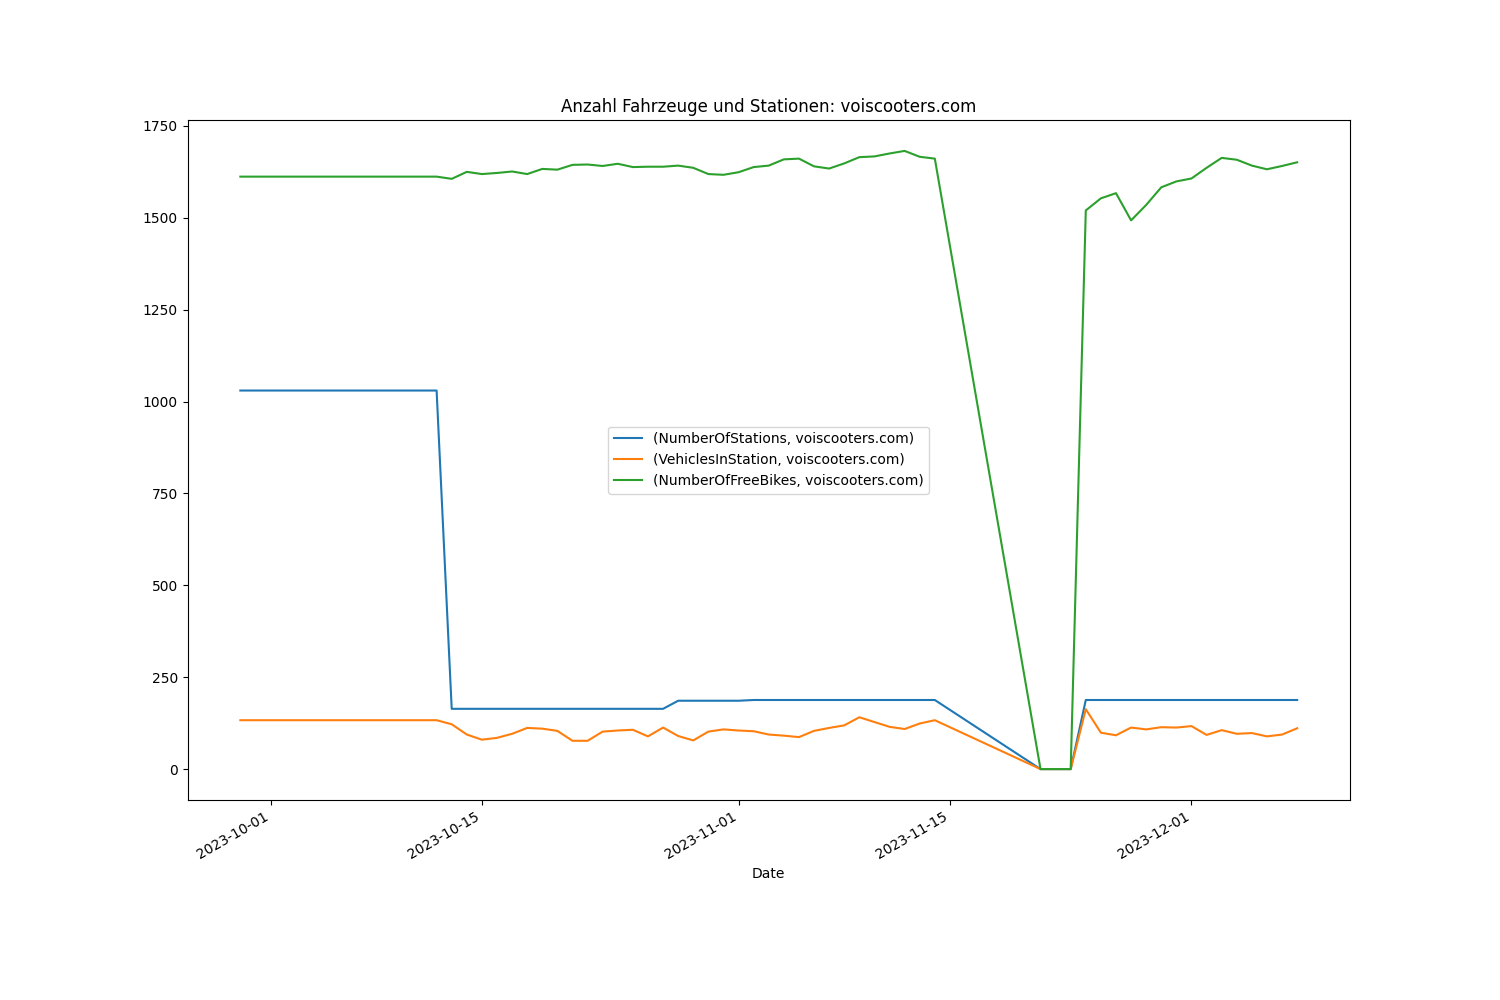 Anzahl Fahrzeuge und Stationen: voiscooters.com
1750
1500
1250
1000
750
500
250
0
(NumberOfStations, voiscooters.com)
(VehiclesInStation, voiscooters.com)
(NumberOfFreeBikes, voiscooters.com)
2023-10-01
2023-10-15
2023-11-01
2023-11-15
2023-12-01
Date